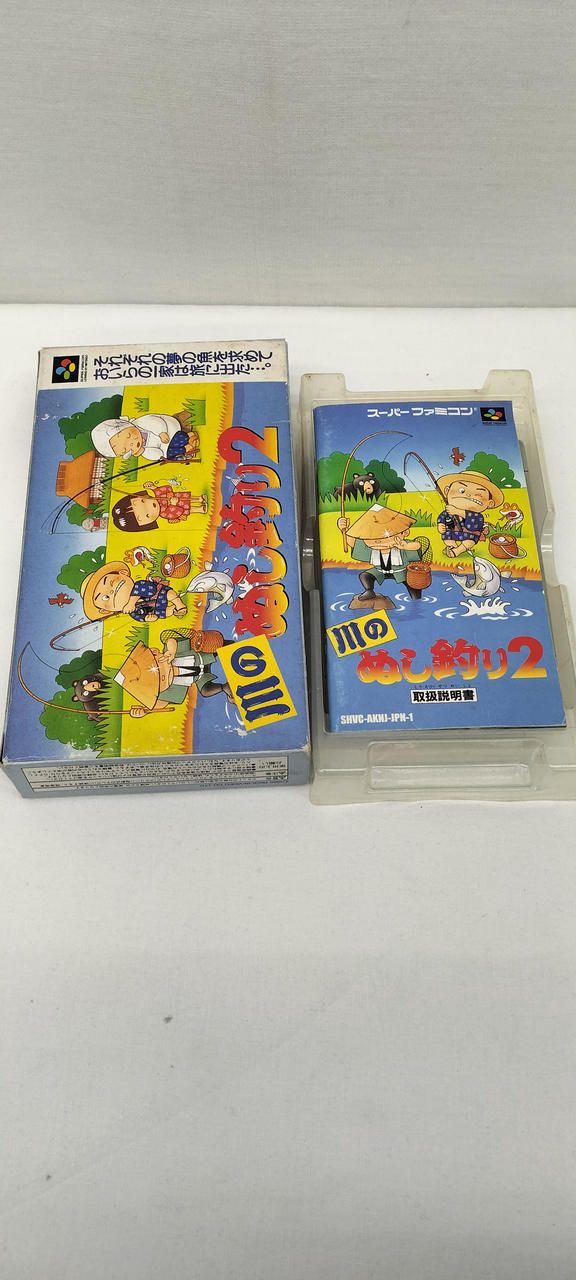 それぞれの夢の魚を求めて
おいらの一家は旅に出た…。
川の
ぬし釣り2
スーパーファミコン
川の
ぬし釣り2
取扱説明書
SHVC-AKNJ-JPN-1